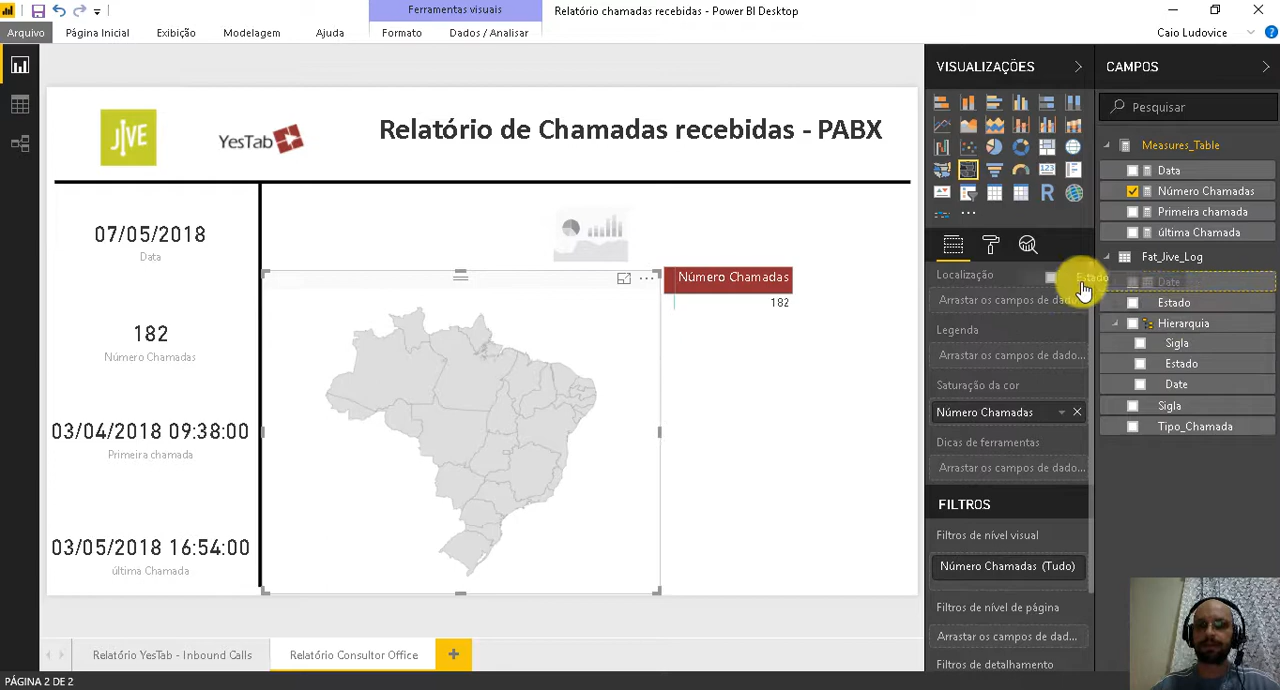 Ferramentas visuais
Relatório chamadas recebidas - Power BI Desktop
Arquivo
Página Inicial
Exibição
Modelagem
Ajuda
Formato
Dados / Analisar
Caio Ludovice
JIVE
YesTab
Relatório de Chamadas recebidas - PABX
07/05/2018
Data
182
Número Chamadas
03/04/2018 09:38:00
Primeira chamada
03/05/2018 16:54:00
última Chamada
Número Chamadas
182
VISUALIZAÇÕES
Localização
Arrastar os campos de dado
Legenda
Arrastar os campos de dado...
Saturação da cor
Número Chamadas
Dicas de ferramentas
Arrastar os campos de dado...
FILTROS
Filtros de nível visual
Número Chamadas (Tudo)
Filtros de nível de página
Arrastar os campos de dad...
Filtros de detalhamento
CAMPOS
Pesquisar
Measures_Table
Data
Número Chamadas
Primeira chamada
última Chamada
Fat_Jive_Log
Estado
Date
Estado
Hierarquia
Sigla
Estado
Date
Sigla
Tipo_Chamada
Relatório YesTab - Inbound Calls
Relatório Consultor Office
PÁGINA 2 DE 2